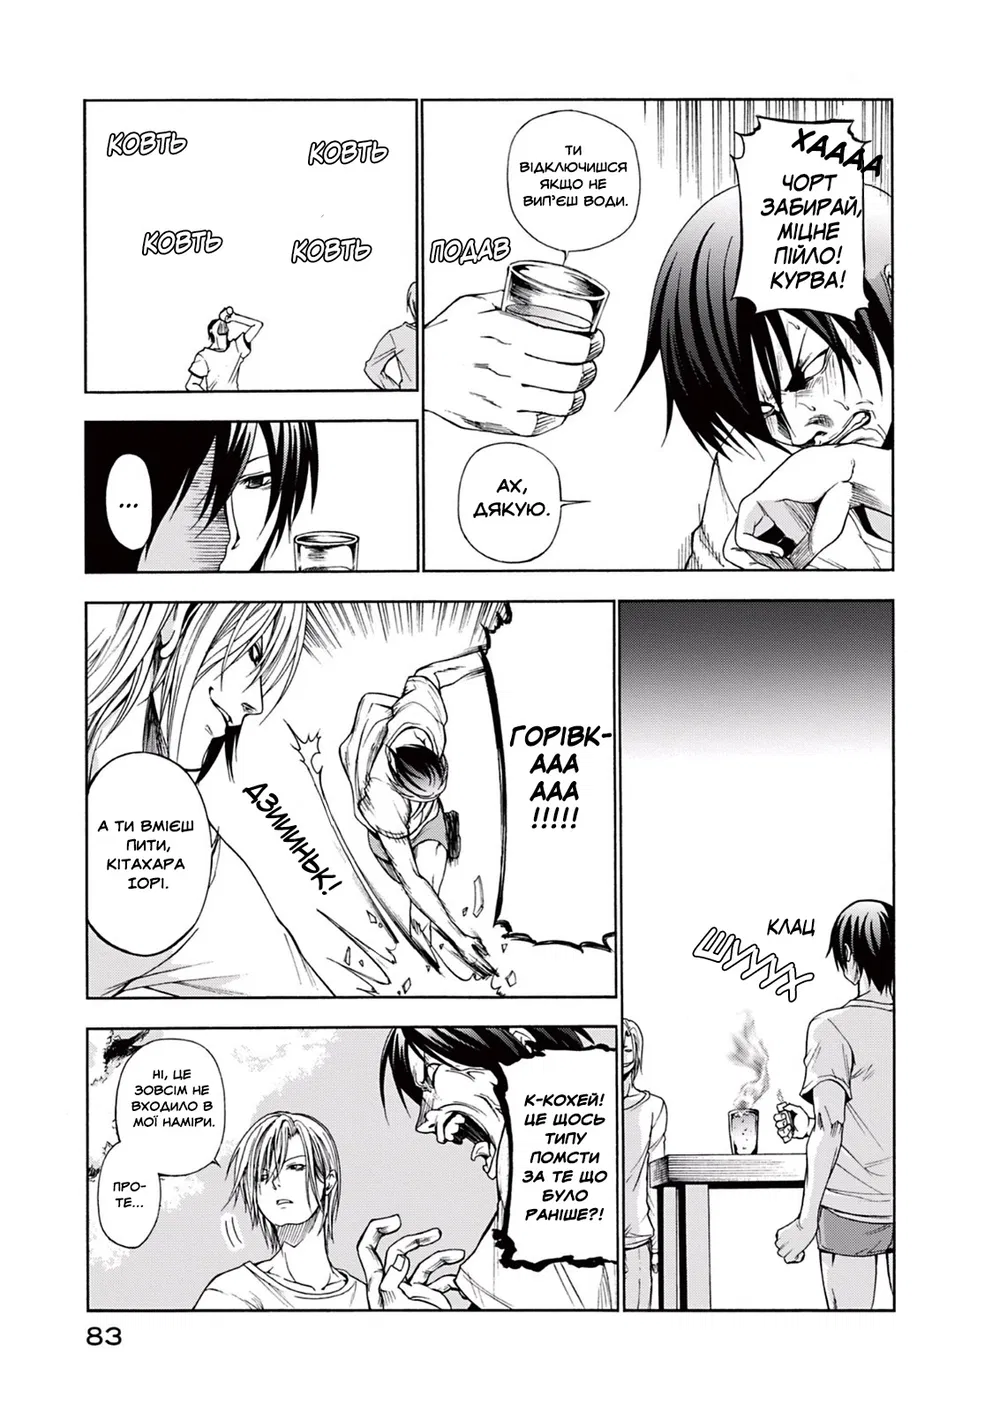 КОВТЬ
КОВТЬ
КОВТЬ
КОВТЬ
ТИ
ВІДКЛЮЧИШСЯ
ЯКЩО НЕ
ВИП'ЄШ ВОДИ.
ПОДАВ
ХАААА
ЧОРТ
ЗАБИРАЙ,
МІЦНЕ
ПІЙЛО!
КУРВА!
АХ,
ДЯКУЮ.
...
А ТИ ВМІЄШ
ПИТИ,
КІТАХАРА
ІОРІ.
ДЗИИИНЬК!
ГОРІВК-
ААА
ААА
!!!!!
КЛАЦ
ШУУУХ
НІ, ЦЕ
ЗОВСІМ НЕ
ВХОДИЛО В
МОЇ НАМІРИ.
ПРО-
ТЕ...
К-КОХЕЙ!
ЦЕ ЩОСЬ
ТИПУ
ПОМСТИ
ЗА ТЕ ЩО
БУЛО
РАНІШЕ?!
83